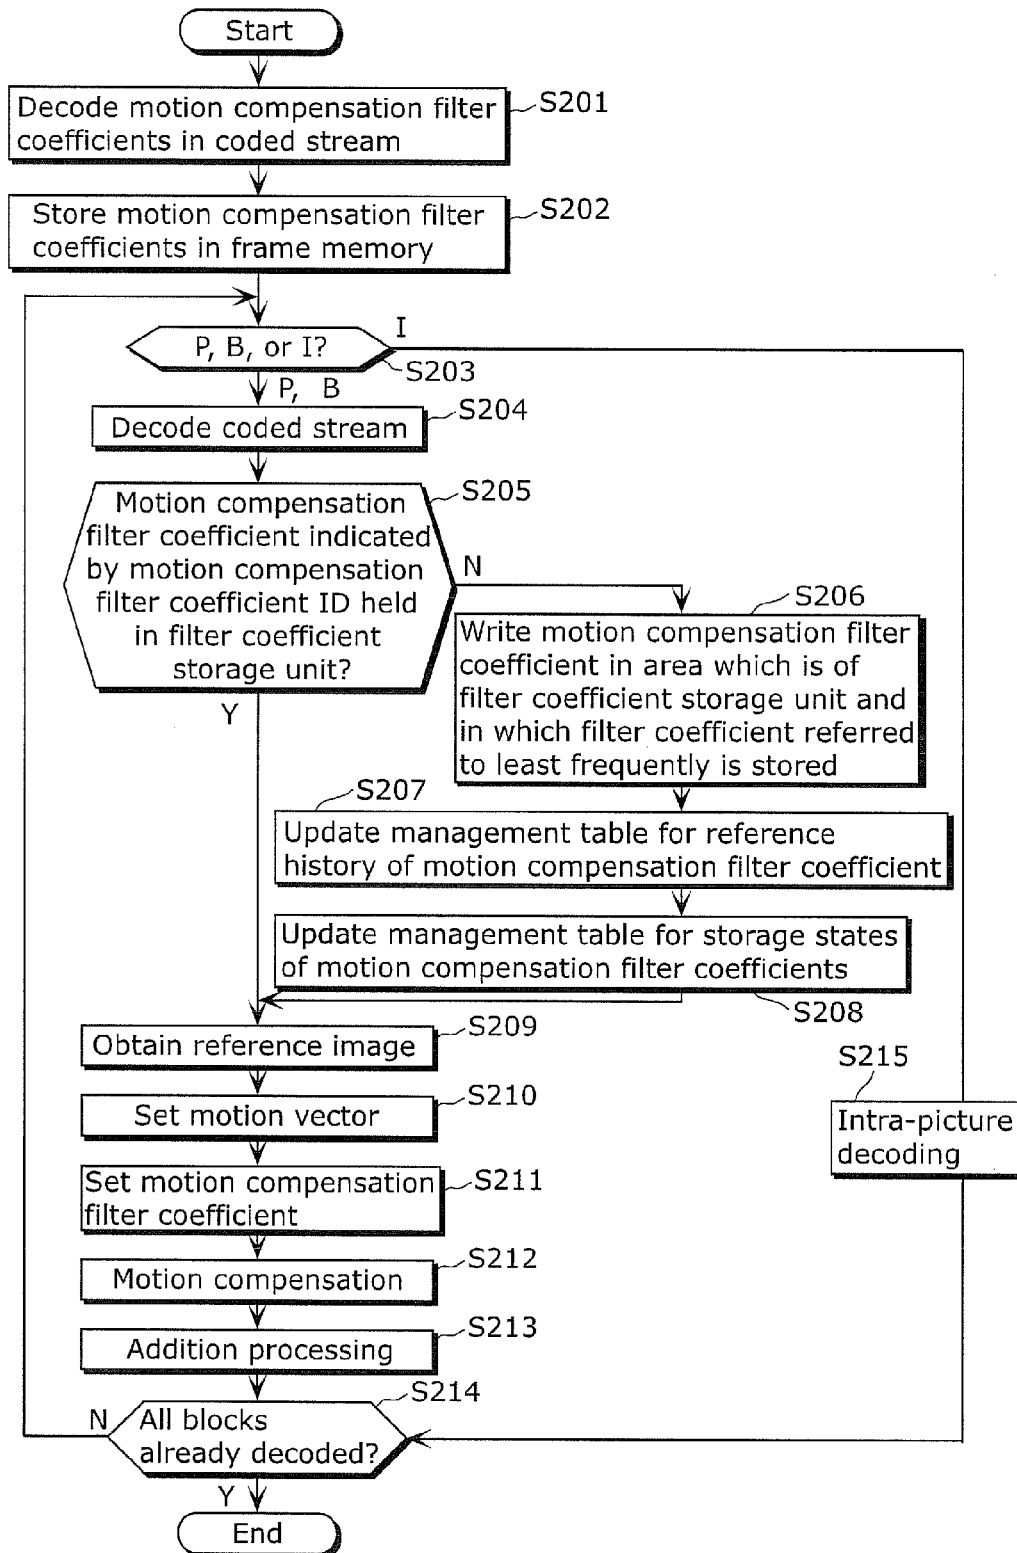 Start
Decode motion compensation filter
coefficients in coded stream
S201
Store motion compensation filter
coefficients in frame memory
S202
P, B, or I?
I
S203
P, B
Decode coded stream
S204
Motion compensation
filter coefficient indicated
by motion compensation
filter coefficient ID held
in filter coefficient
storage unit?
S205
N
Y
S206
Write motion compensation filter
coefficient in area which is of
filter coefficient storage unit and
in which filter coefficient referred
to least frequently is stored
S207
Update management table for reference
history of motion compensation filter coefficient
Update management table for storage states
of motion compensation filter coefficients
S208
Obtain reference image
S209
Set motion vector
S210
S215
Intra-picture
decoding
Set motion compensation
filter coefficient
S211
Motion compensation
S212
Addition processing
S213
S214
N
All blocks
already decoded?
Y
End